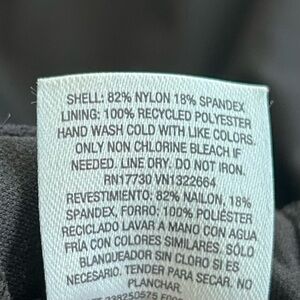 SHELL: 82% NYLON 18% SPANDEX
LINING: 100% RECYCLED POLYESTER
HAND WASH COLD WITH LIKE COLORS.
ONLY NON CHLORINE BLEACH IF
NEEDED. LINE DRY. DO NOT IRON.
RN17730 VN1322664
REVESTIMIENTO: 82% NAILON, 18%
SPANDEX, FORRO: 100% POLIÉSTER
RECICLADO LAVAR A MANO CON AGUA
FRÍA CON COLORES SIMILARES. SÓLO
BLANQUEADOR SIN CLORO SI ES
NECESARIO. TENDER PARA SECAR. NO
PLANCHAR